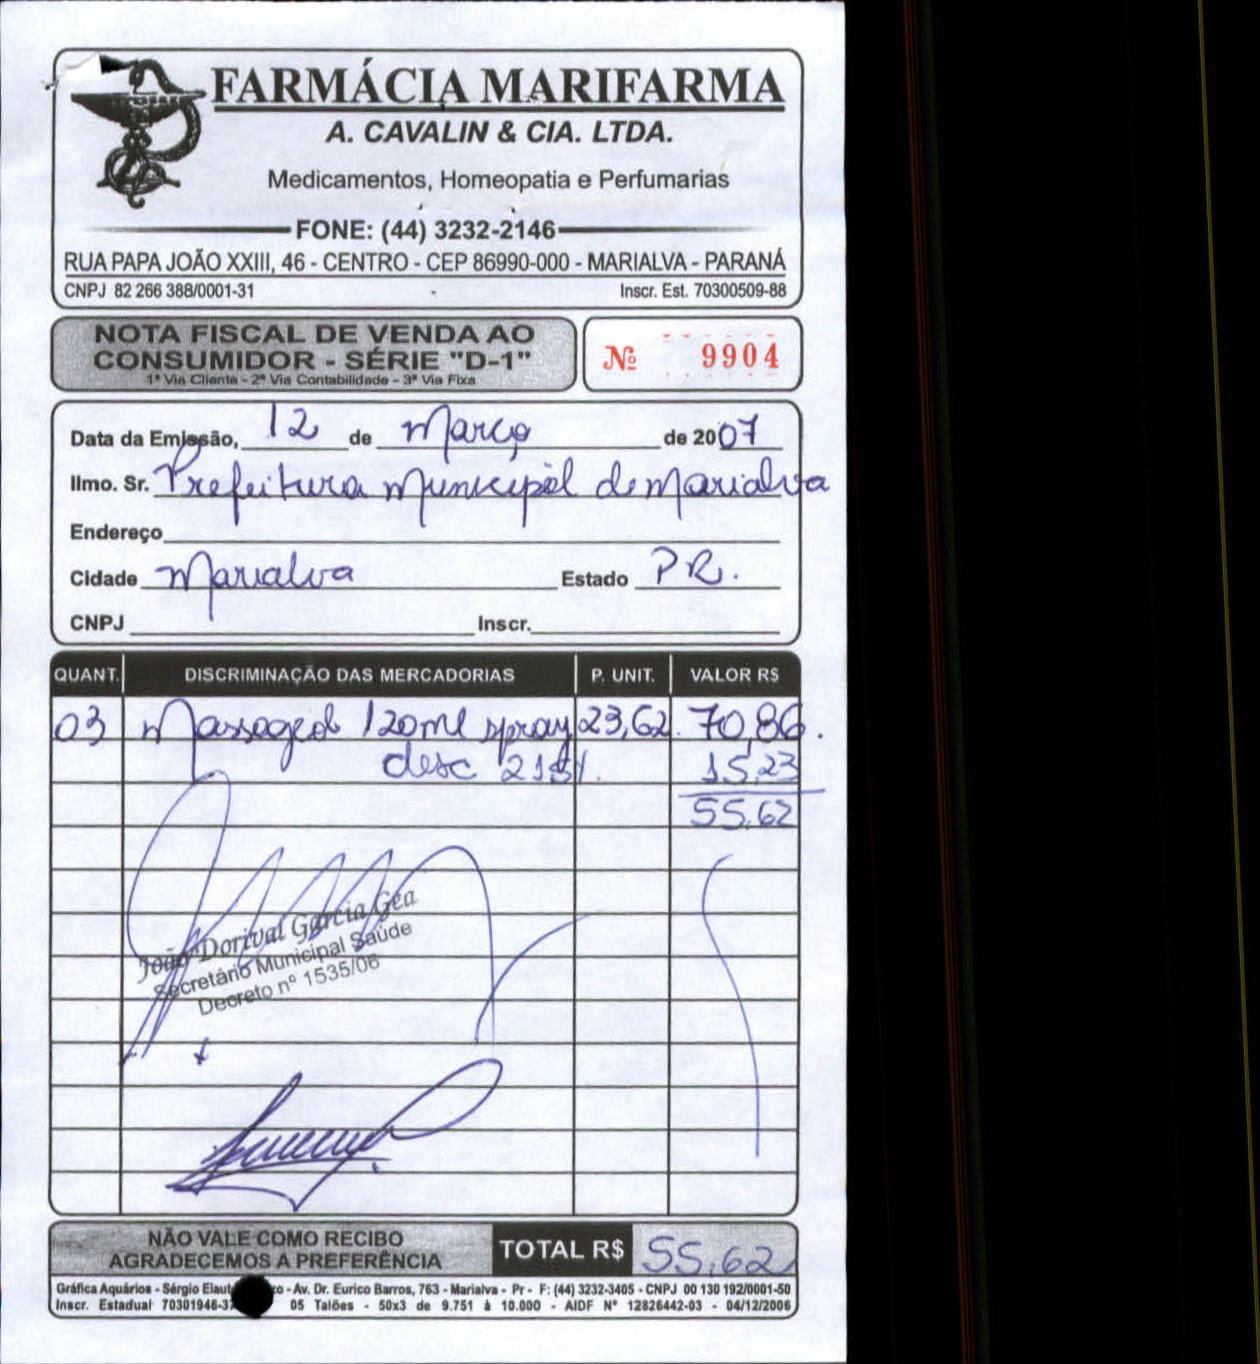 FARMÁCIA MARIFARMA
A. CAVALIN & CIA. LTDA.
Medicamentos, Homeopatia e Perfumarias
FONE: (44) 3232-2146
RUA PAPA JOÃO XXIII, 46 - CENTRO - CEP 86990-000 - MARIALVA - PARANÁ
CNPJ 82 266 388/0001-31 Inscr. Est. 70300509-88
NOTA FISCAL DE VENDA AO
CONSUMIDOR - SÉRIE "D-1"
1ª Via Cliente - 2ª Via Contabilidade - 3ª Via Fixa
Nº 9904
Data da Emissão, 12 de Março de 2007
Ilmo. Sr. Prefeitura Municipal de Marialva
Endereço
Cidade Marialva Estado PR.
CNPJ Inscr.
QUANT. DISCRIMINAÇÃO DAS MERCADORIAS P. UNIT. VALOR R$
03 Massageol 120ml spray 23,62 70,86.
desc 15,23
55,62
João Dorival Garcia Gea
Secretário Municipal Saúde
Decreto nº 1535/06
NÃO VALE COMO RECIBO
AGRADECEMOS A PREFERÊNCIA
TOTAL R$ 55,62
Gráfica Aquários - Sérgio - Av. Dr. Eurico Barros, 763 - Marialva - Pr - F: (44) 3232-3405 - CNPJ 00 130 192/0001-50
Inscr. Estadual 70301946-3 05 Talões - 50x3 de 9.751 à 10.000 - AIDF Nº 12826442-03 - 04/12/2006